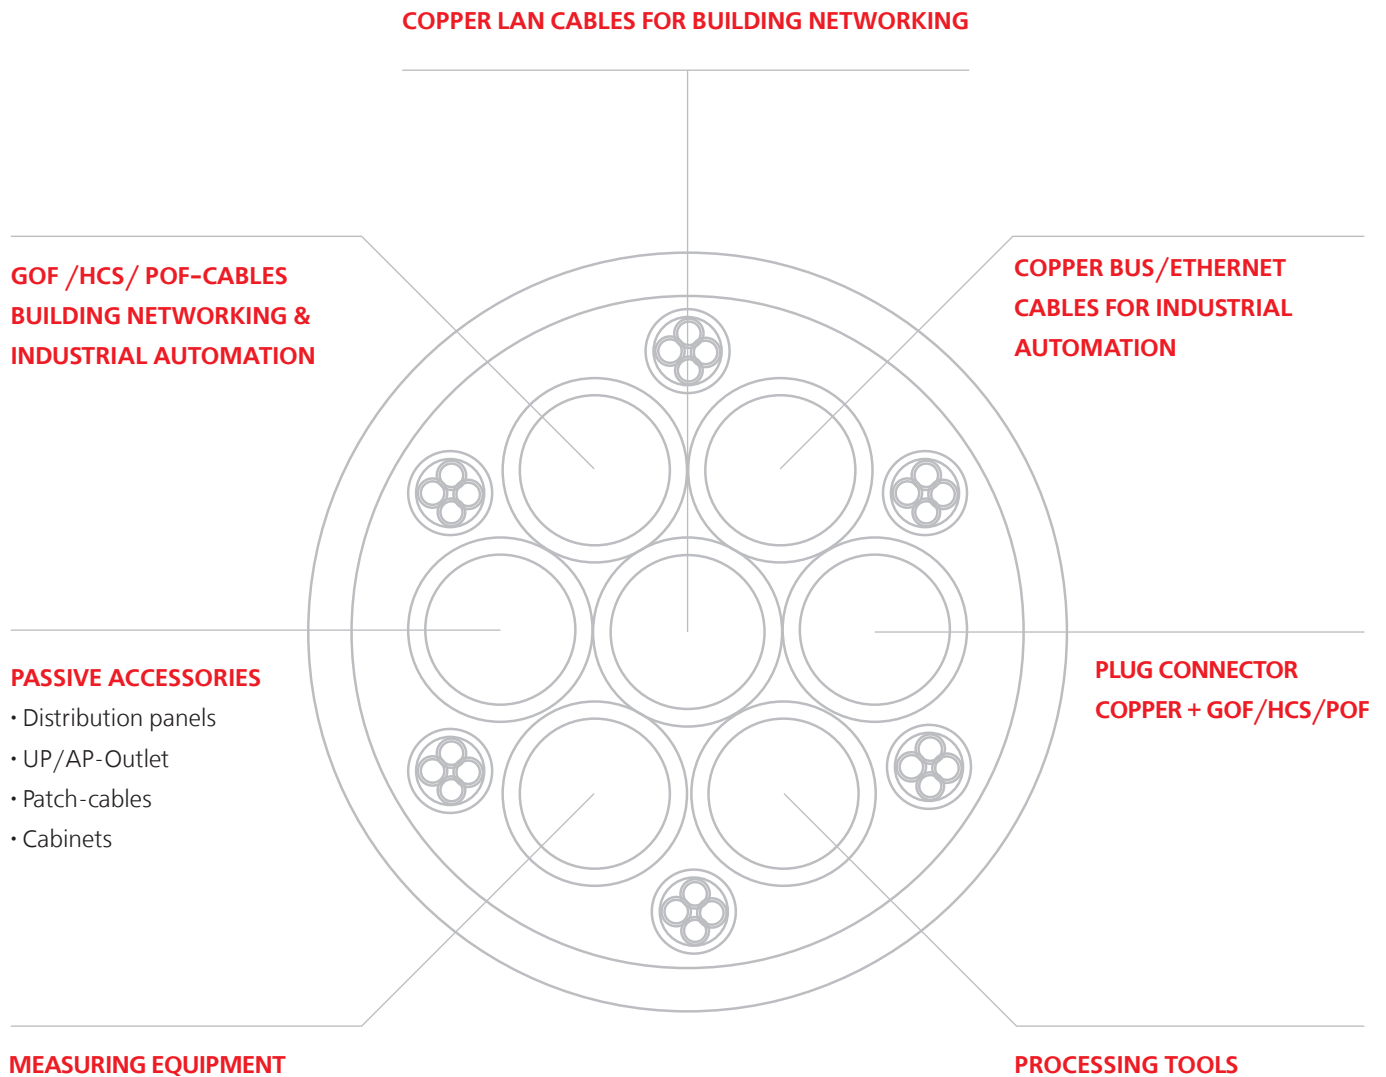 COPPER LAN CABLES FOR BUILDING NETWORKING
GOF /HCS/ POF-CABLES
BUILDING NETWORKING &
INDUSTRIAL AUTOMATION
COPPER BUS/ETHERNET
CABLES FOR INDUSTRIAL
AUTOMATION
PASSIVE ACCESSORIES
• Distribution panels
• UP/AP-Outlet
• Patch-cables
• Cabinets
PLUG CONNECTOR
COPPER + GOF/HCS/POF
MEASURING EQUIPMENT
PROCESSING TOOLS